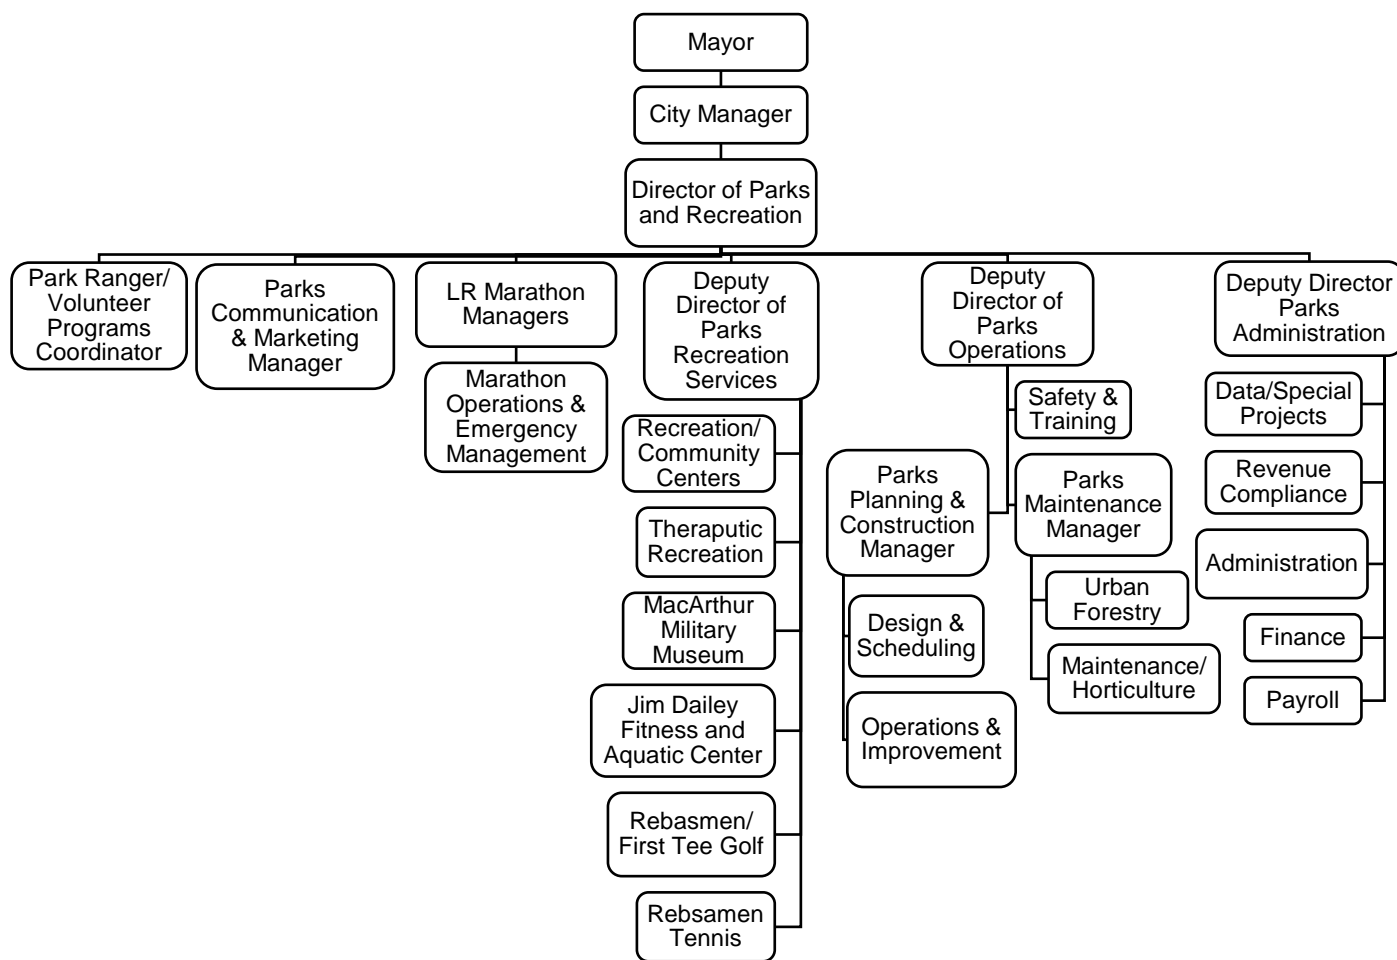 Mayor
City Manager
Director of Parks
and Recreation
Park Ranger/
Volunteer
Programs
Coordinator
Parks
Communication
& Marketing
Manager
LR Marathon
Managers
Marathon
Operations &
Emergency
Management
Deputy
Director of
Parks
Recreation
Services
Recreation/
Community
Centers
Theraputic
Recreation
MacArthur
Military
Museum
Jim Dailey
Fitness and
Aquatic Center
Rebasmen/
First Tee Golf
Rebsamen
Tennis
Deputy
Director of
Parks
Operations
Safety &
Training
Parks
Planning &
Construction
Manager
Design &
Scheduling
Operations &
Improvement
Parks
Maintenance
Manager
Urban
Forestry
Maintenance/
Horticulture
Deputy Director
Parks
Administration
Data/Special
Projects
Revenue
Compliance
Administration
Finance
Payroll